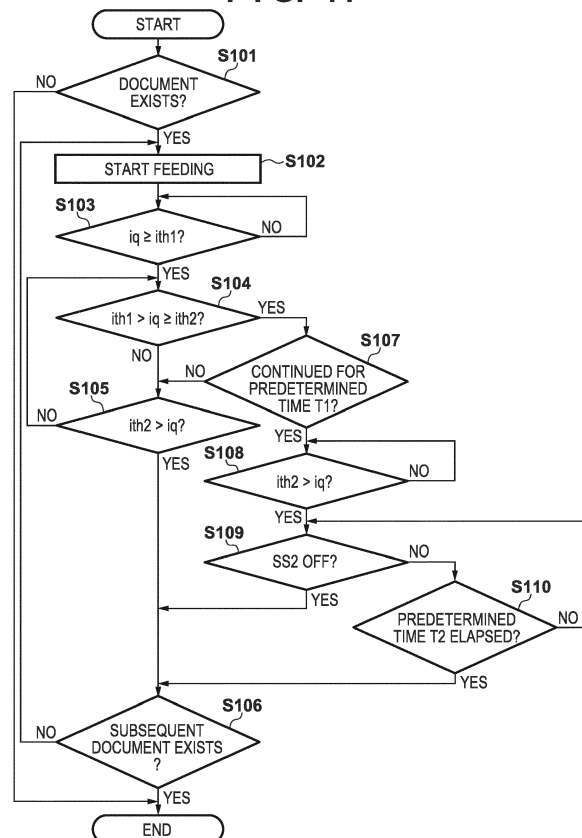 START
S101
NO
DOCUMENT
EXISTS?
YES
START FEEDING
S102
S103
iq ≥ ith1?
NO
YES
S104
ith1 > iq ≥ ith2?
YES
NO
S107
NO
CONTINUED FOR
PREDETERMINED
TIME T1?
S105
NO
ith2 > iq?
YES
YES
S108
ith2 > iq?
NO
YES
S109
SS2 OFF?
NO
YES
S110
PREDETERMINED
TIME T2 ELAPSED?
NO
YES
S106
NO
SUBSEQUENT
DOCUMENT EXISTS
?
YES
END